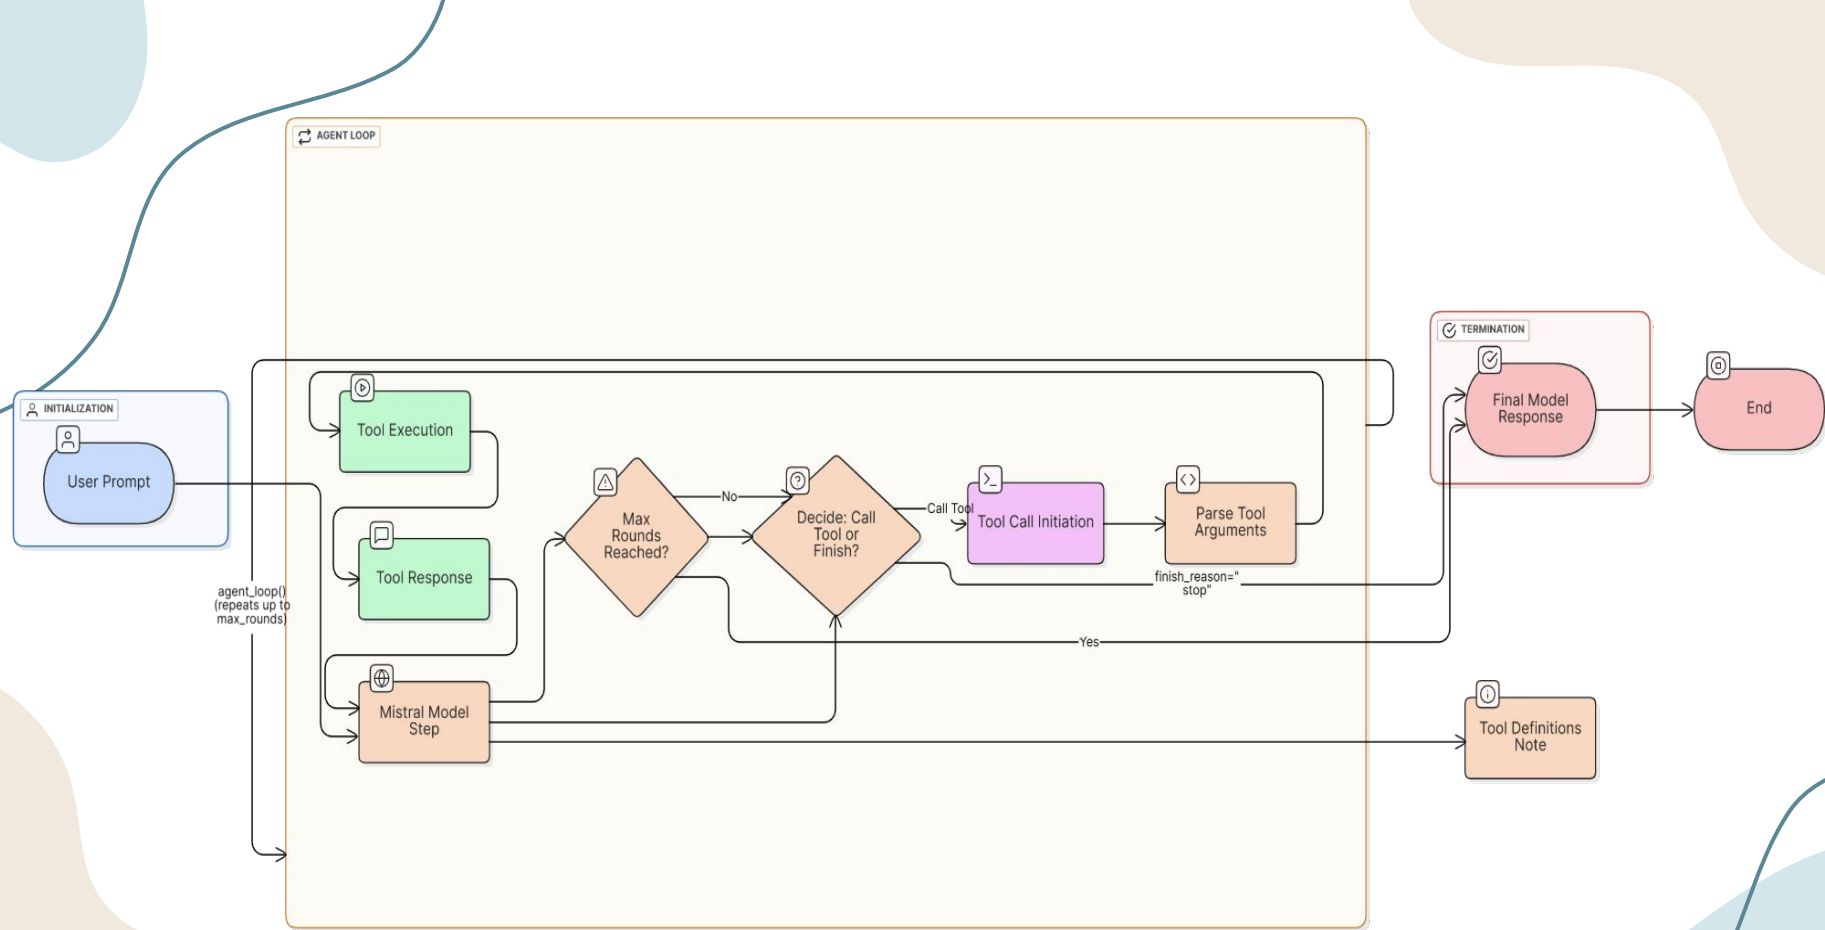 AGENT LOOP
TERMINATION
Final Model
Response
End
INITIALIZATION
User Prompt
Tool Execution
Tool Response
Mistral Model
Step
Max
Rounds
Reached?
No
Decide: Call
Tool or
Finish?
Call Tool
Tool Call Initiation
Parse Tool
Arguments
finish_reason="
stop"
Yes
agent_loop()
(repeats up to
max_rounds)
Tool Definitions
Note